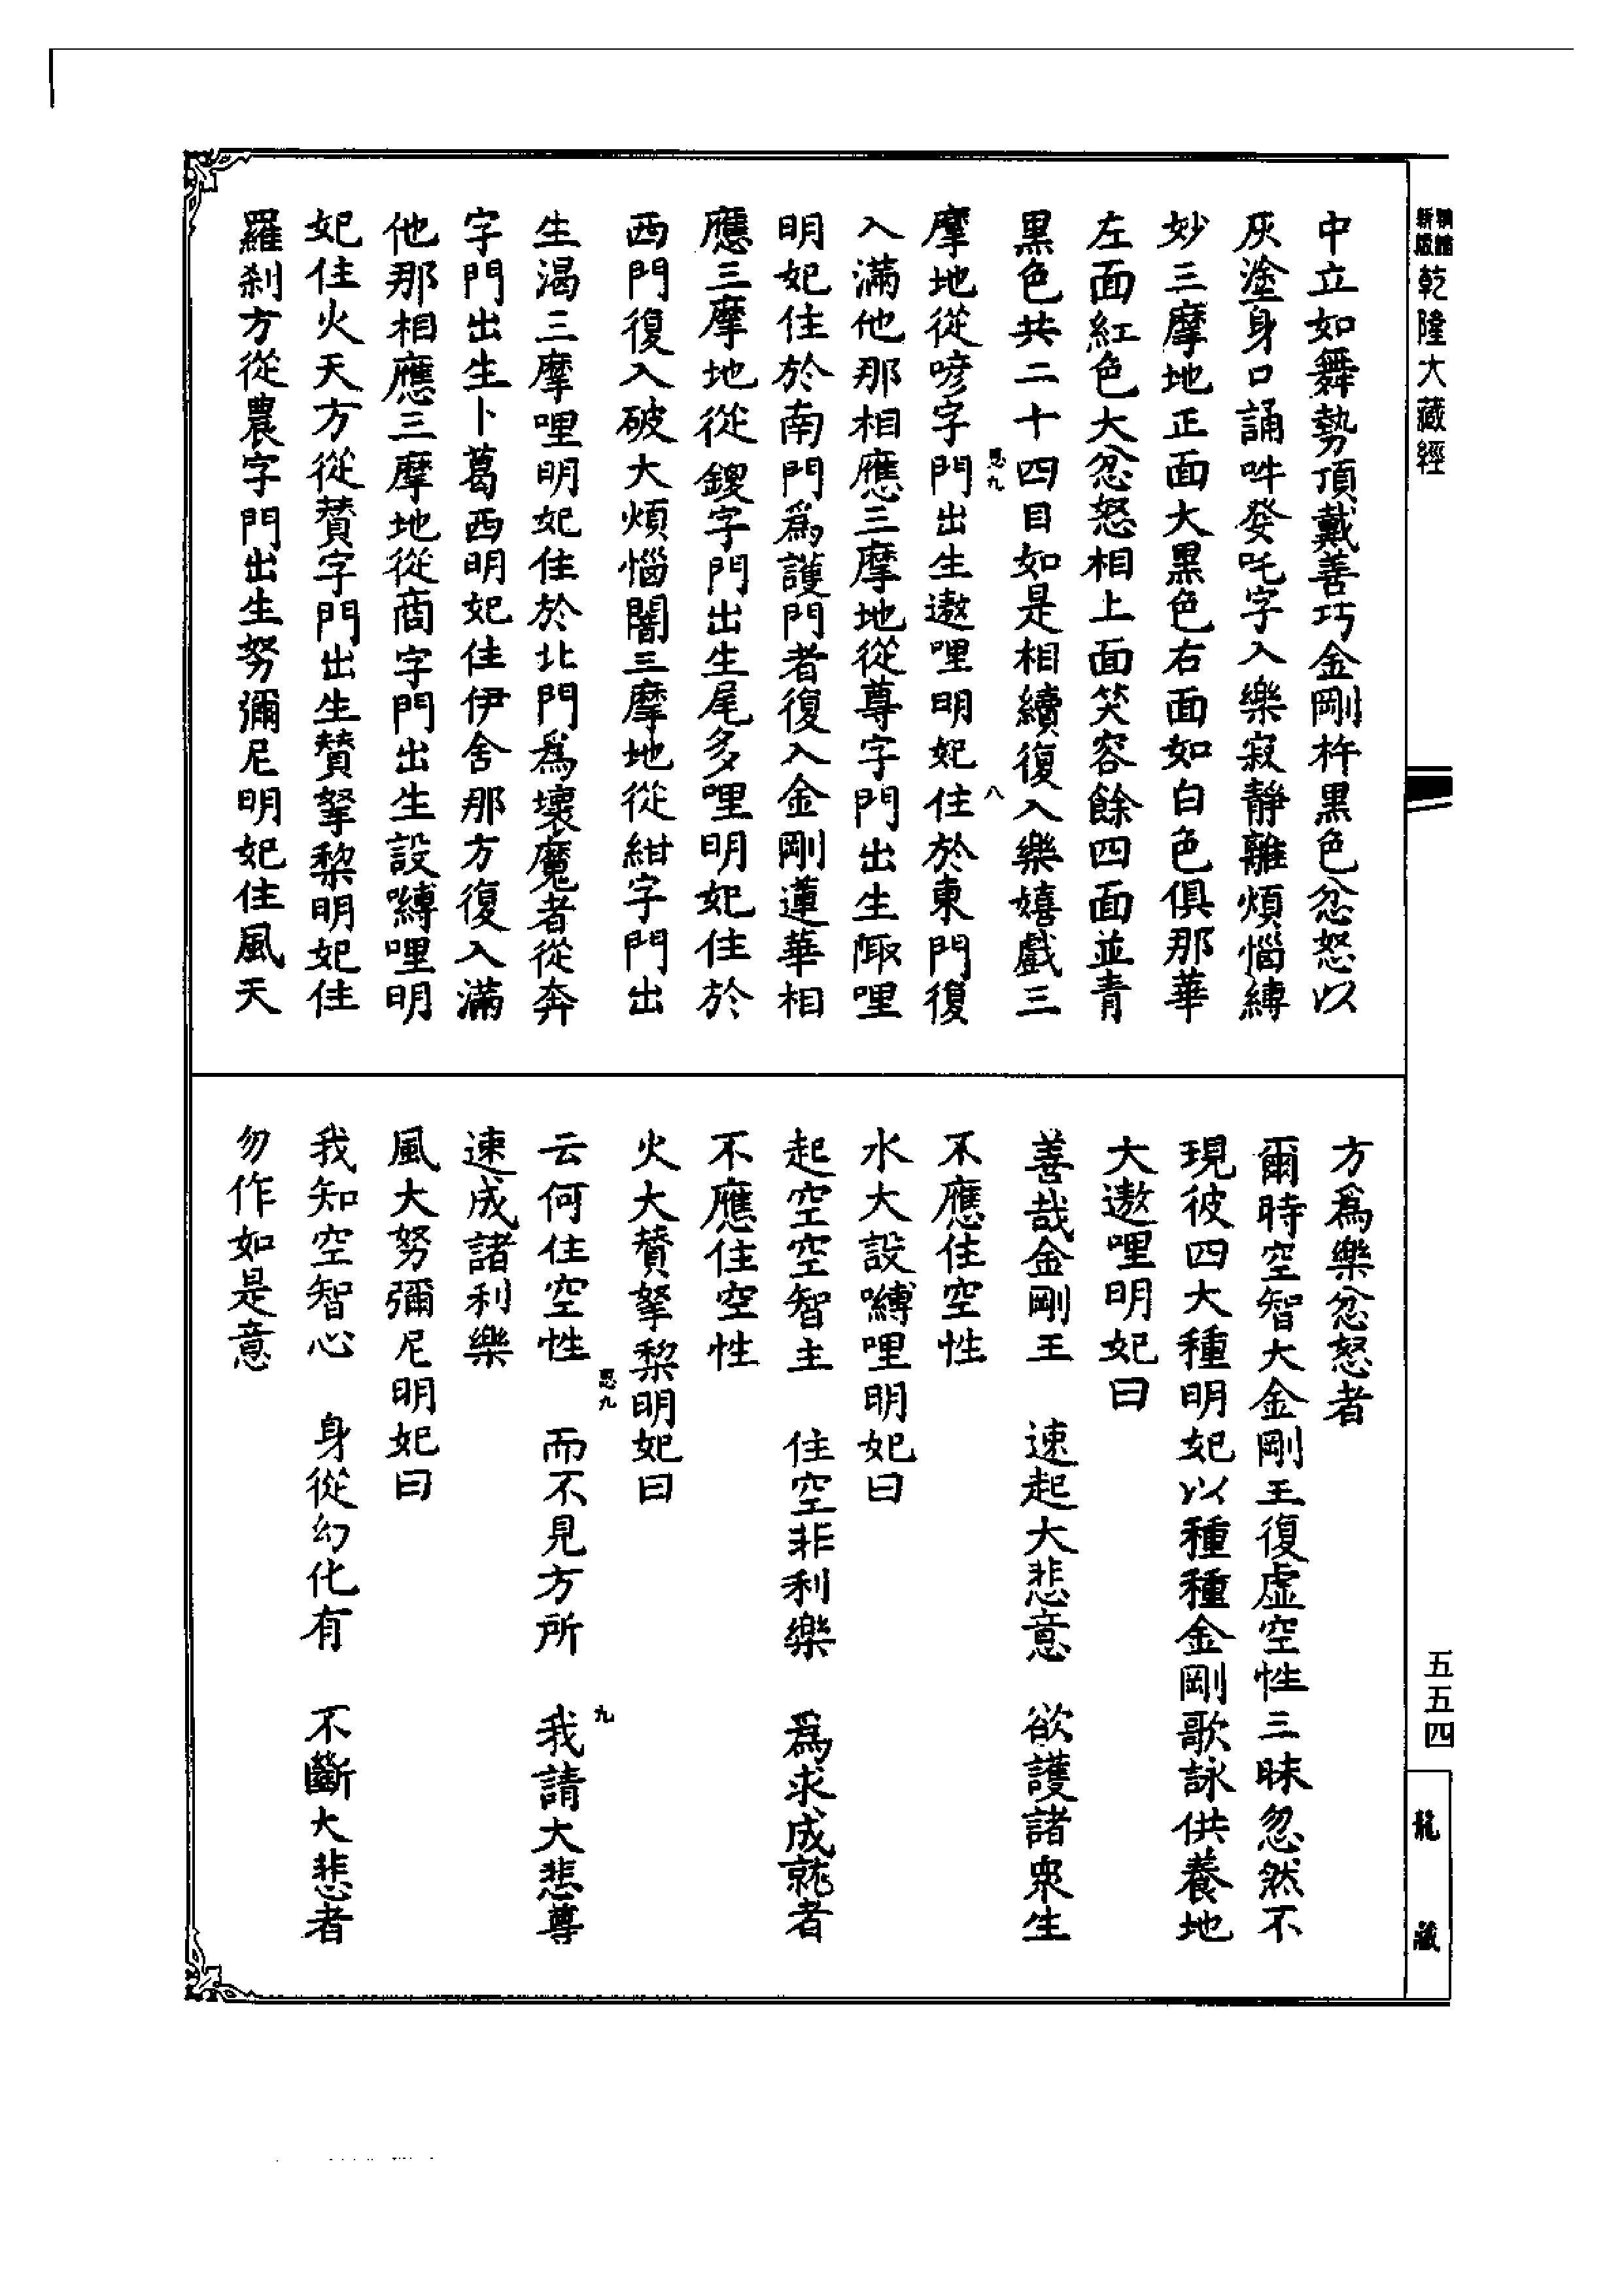 乾隆大藏經
中立如舞勢頂戴善巧金剛杵黑色忿怒以
灰塗身口誦吽癹吒字入樂寂靜離煩惱縛
妙三摩地正面大黑色右面如白色俱那華
左面紅色大忿怒相上面笑容餘四面並青
黑色共二十四目如是相續復入樂嬉戲三
思九
八
摩地從喭字門出生遨哩明妃住於東門復
入滿他那相應三摩地從尊字門出生陬哩
明妃住於南門為護門者復入金剛蓮華相
應三摩地從鑁字門出生尾多哩明妃住於
西門復入破大煩惱闇三摩地從紺字門出
生渴三摩哩明妃住於北門為壞魔者從奔
字門出生卜葛西明妃住伊舍那方復入滿
他那相應三摩地從商字門出生設嚩哩明
妃住火天方從贊字門出生贊拏棃明妃住
羅剎方從農字門出生努彌尼明妃住風天
方為樂忿怒者
爾時空智大金剛王復虛空性三昧忽然不
現彼四大種明妃以種種金剛歌詠供養地
大遨哩明妃曰
善哉金剛王 速起大悲意 欲護諸眾生
不應住空性
水大設嚩哩明妃曰
起空空智主 住空非利樂 為求成就者
不應住空性
火大贊拏棃明妃曰
思九
九
云何住空性 而不見方所 我請大悲尊
速成諸利樂
風大努彌尼明妃曰
我知空智心 身從幻化有 不斷大悲者
勿作如是意
五五四
龍藏